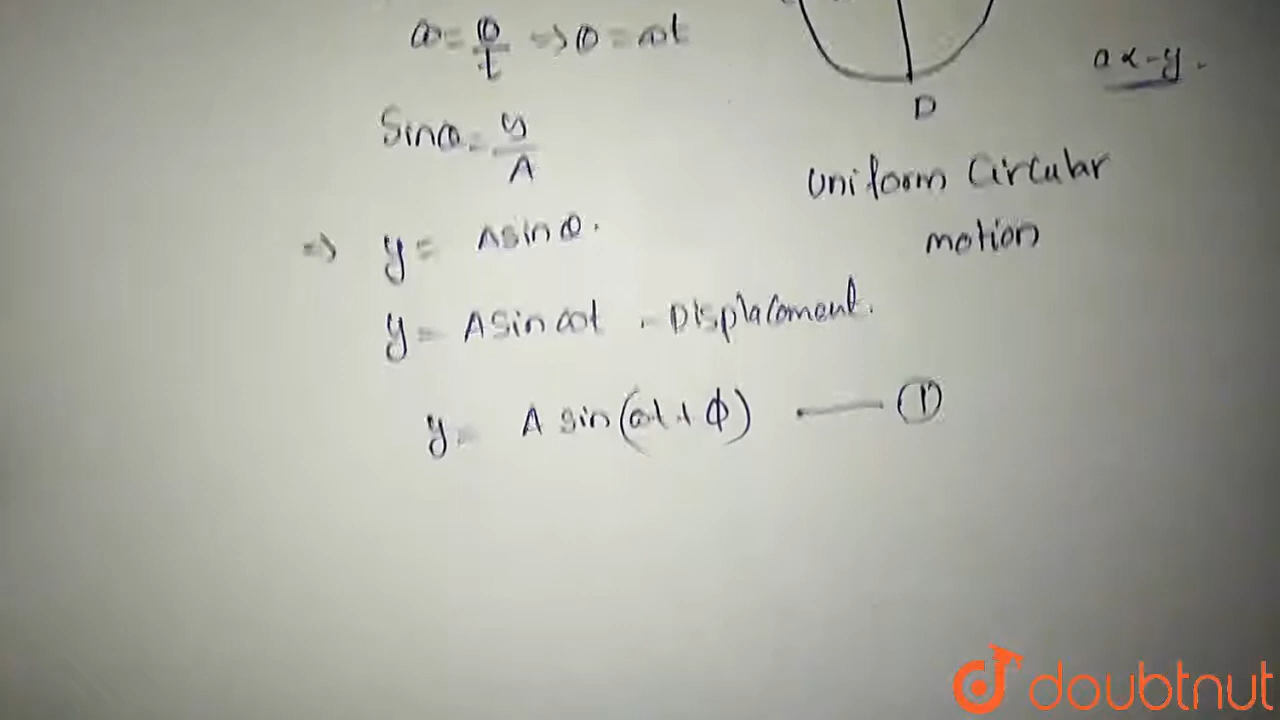 ω = θ/t => θ = ωt
a ∝ -y.
D
Sinθ = y/A
Uniform Circular
motion
=> y = A sinθ.
y = A sin ωt . Displacement.
y = A sin(ωt + ϕ) — (1)
doubtnut